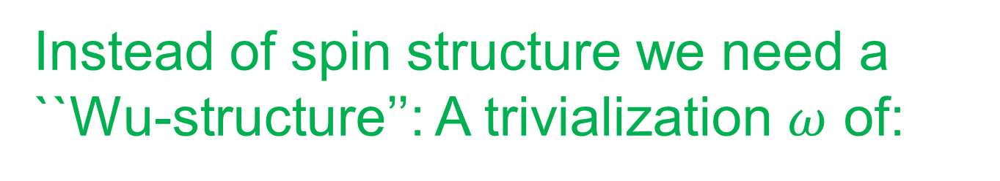 Instead of spin structure we need a
``Wu-structure’’: A trivialization 𝜔 of: